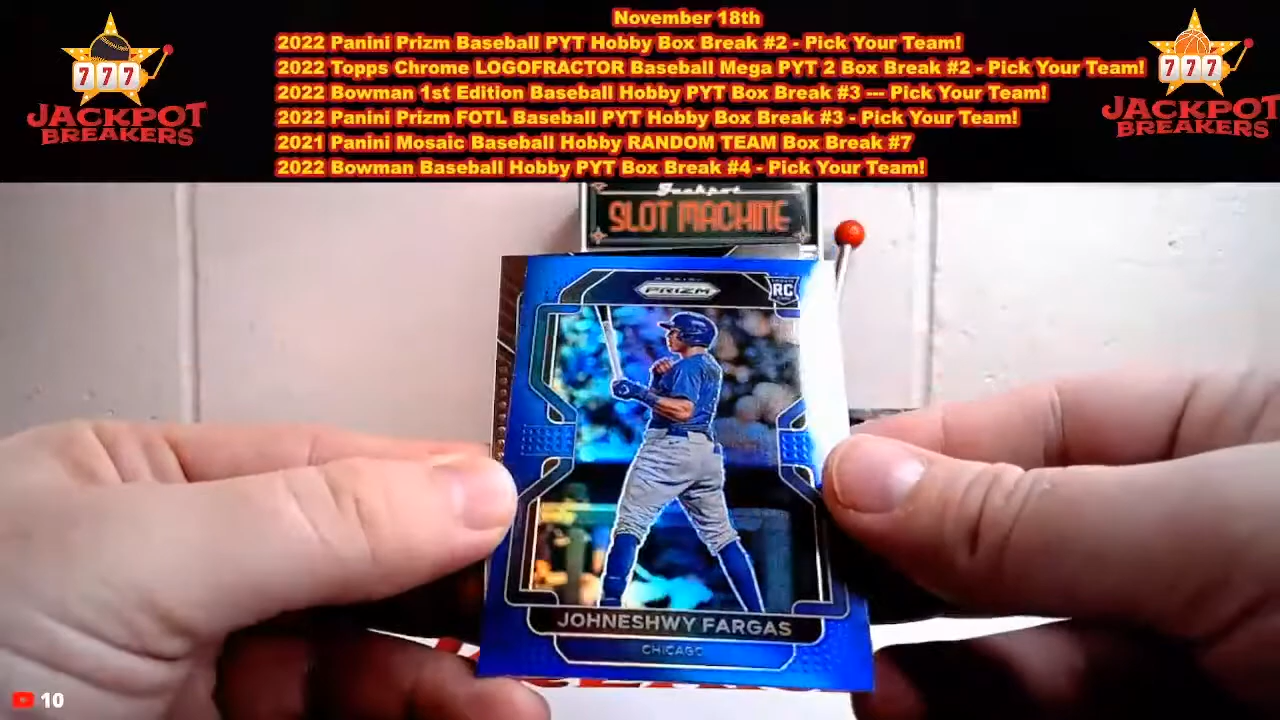 November 18th
2022 Panini Prizm Baseball PYT Hobby Box Break #2 - Pick Your Team!
2022 Topps Chrome LOGOFRACTOR Baseball Mega PYT 2 Box Break #2 - Pick Your Team!
2022 Bowman 1st Edition Baseball Hobby PYT Box Break #3 --- Pick Your Team!
2022 Panini Prizm FOTL Baseball PYT Hobby Box Break #3 - Pick Your Team!
2021 Panini Mosaic Baseball Hobby RANDOM TEAM Box Break #7
2022 Bowman Baseball Hobby PYT Box Break #4 - Pick Your Team!
777
JACKPOT
BREAKERS
777
JACKPOT
BREAKERS
Jackpot
SLOT MACHINE
PANINI
PRIZM
RC
JOHNESHWY FARGAS
CHICAGO
10